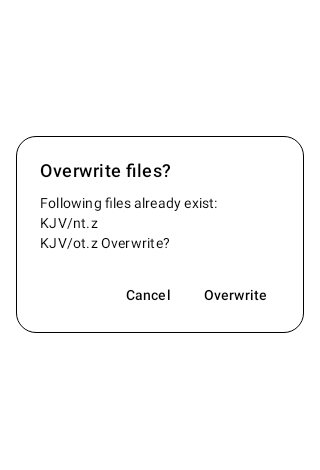 Overwrite files?
Following files already exist:
KJV/nt.z
KJV/ot.z Overwrite?
Cancel Overwrite